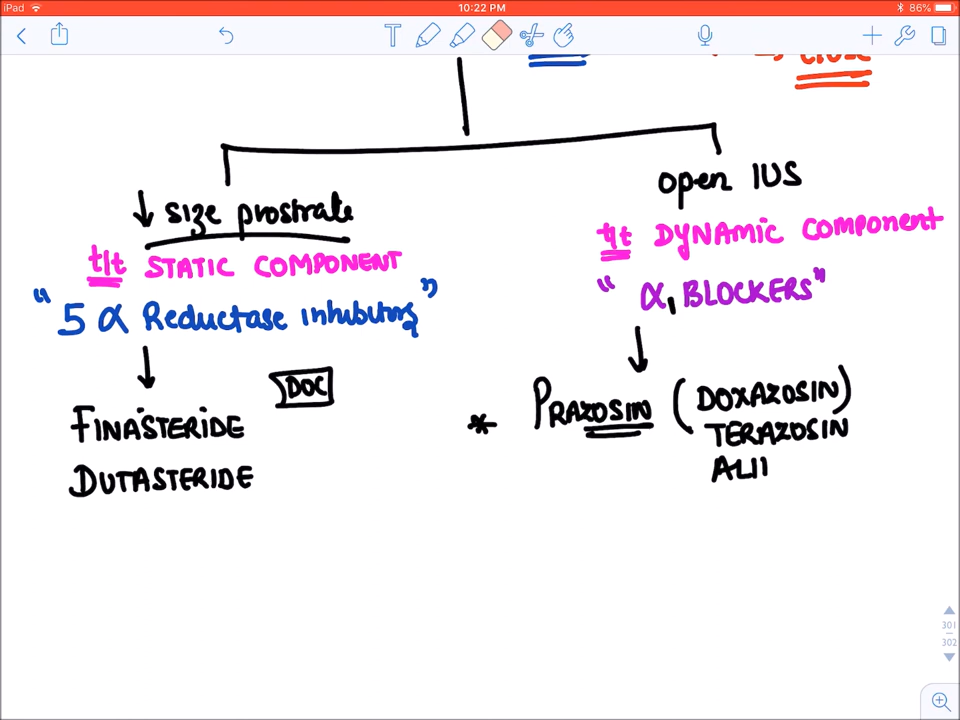 iPad
10:22 PM
86%
T
open IUS
↓ size prostrate
t/t DYNAMIC COMPONENT
t/t STATIC COMPONENT
" α1 BLOCKERS"
" 5 α Reductase inhibitors "
DOC
FINASTERIDE
* PRAZOSIN (DOXAZOSIN)
TERAZOSIN
DUTASTERIDE
301
302